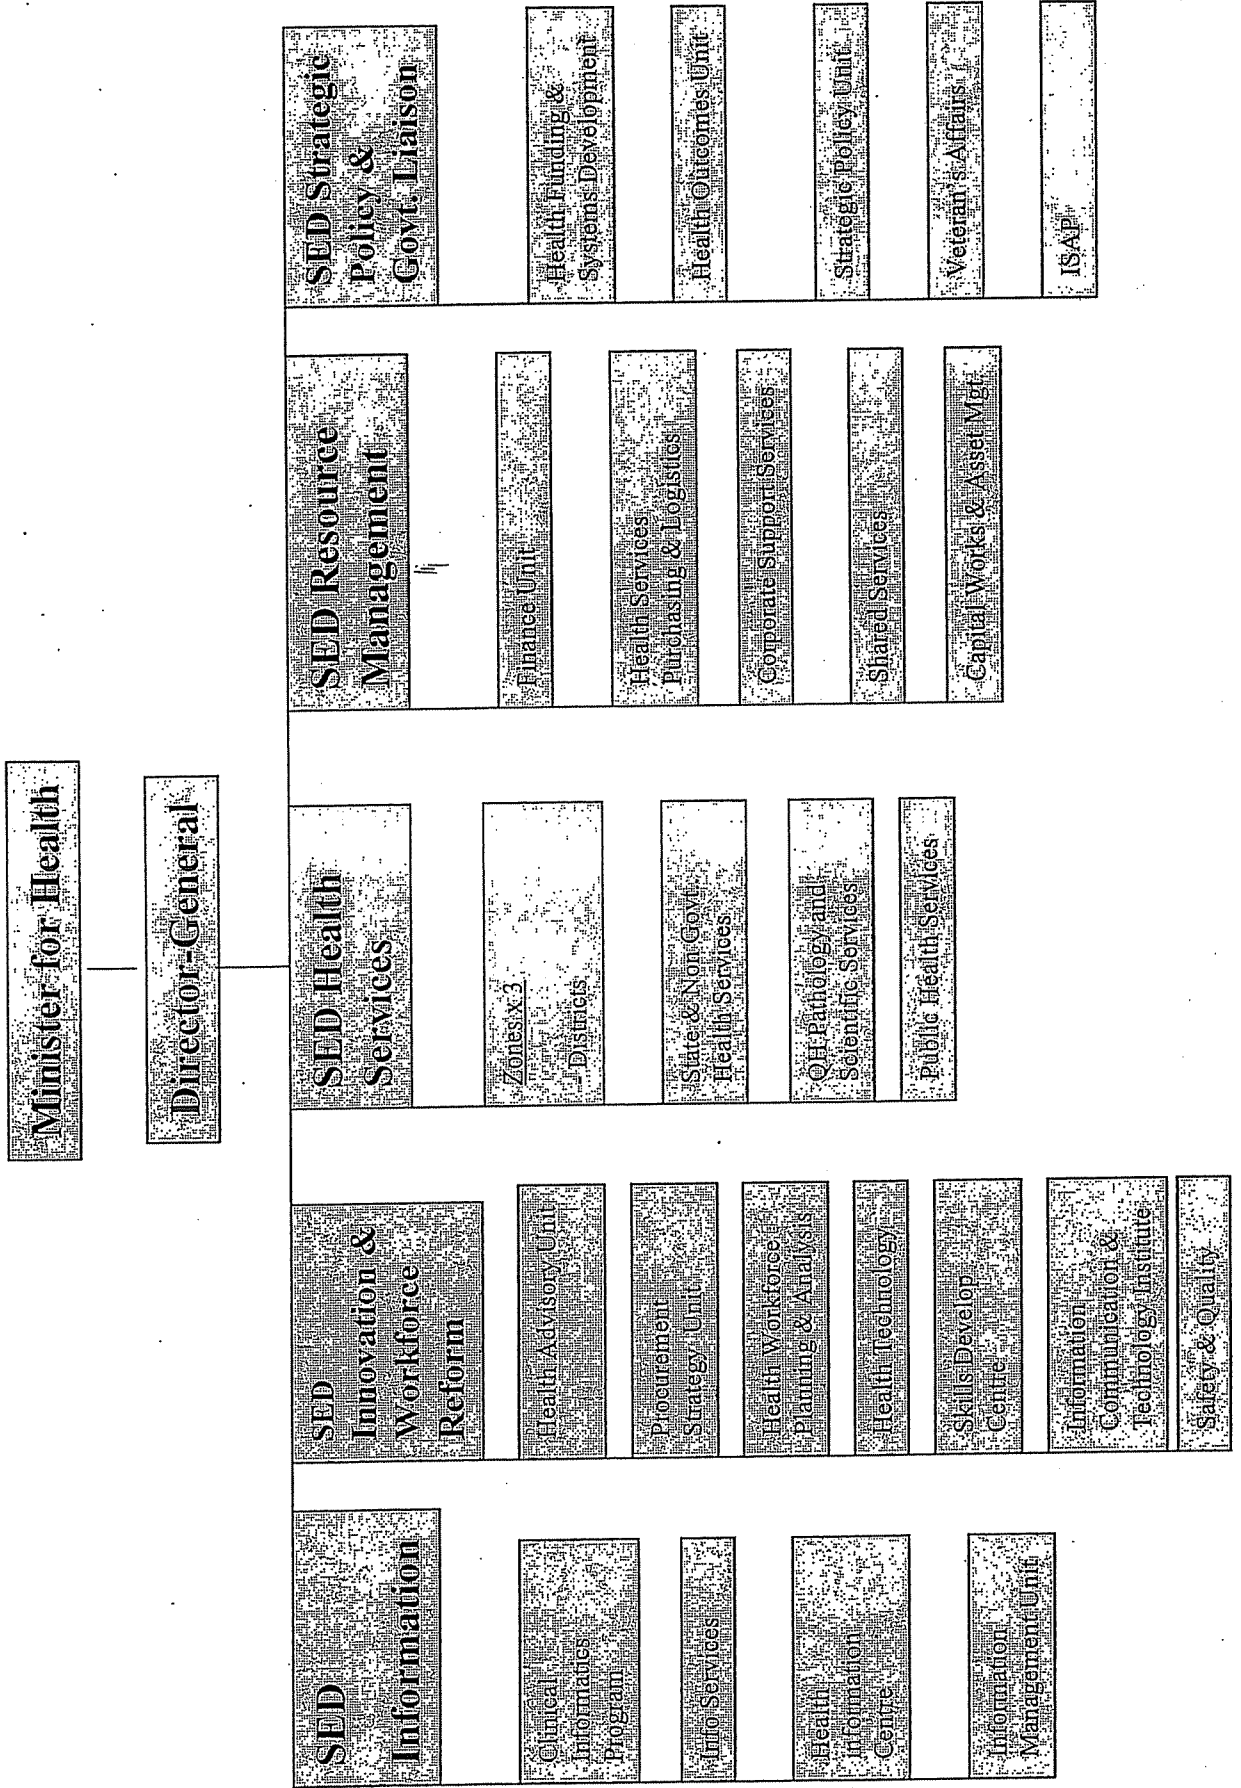 Minister for Health
Director-General
SED
Information
Clinical
Informatics
Program
Info Services
Health
Information
Centre
Information
Management Unit
SED
Innovation &
Workforce
Reform
Health Advisory Unit
Procurement
Strategy Unit
Health Workforce
Planning & Analysis
Health Technology
Skills Develop
Centre
Information
Communication &
Technology Institute
Safety & Quality
SED Health
Services
Zones x 3
Districts
State & Non Govt
Health Services
QH Pathology and
Scientific Services
Public Health Services
SED Resource
Management
Finance Unit
Health Services
Purchasing & Logistics
Corporate Support Services
Shared Services
Capital Works & Asset Mgt
SED Strategic
Policy &
Govt. Liaison
Health Funding &
Systems Development
Health Outcomes Unit
Strategic Policy Unit
Veteran's Affairs
ISAP